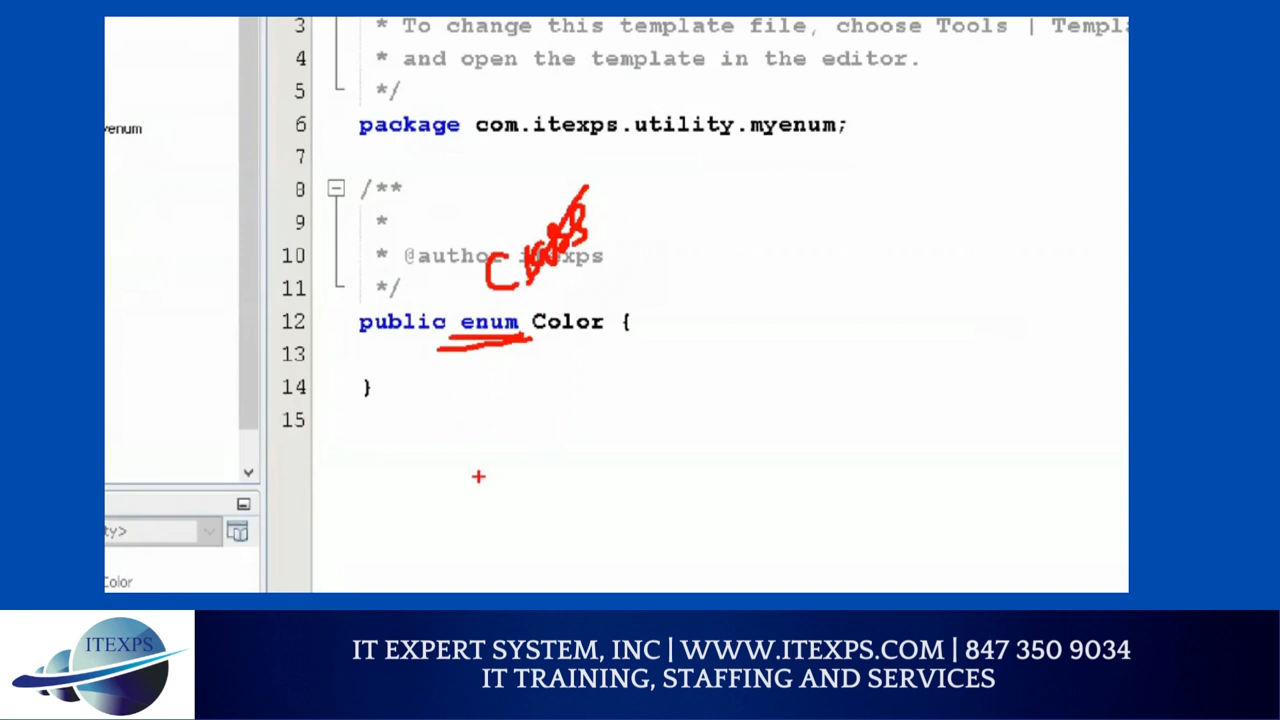 3 * To change this template file, choose Tools | Templa
4 * and open the template in the editor.
5 */
6 package com.itexps.utility.myenum;
7
8 /**
9 *
10 * @author itexps
11 */
12 public enum Color {
13
14 }
15
yenum
ty>
Color
ITEXPS
IT EXPERT SYSTEM, INC | WWW.ITEXPS.COM | 847 350 9034
IT TRAINING, STAFFING AND SERVICES